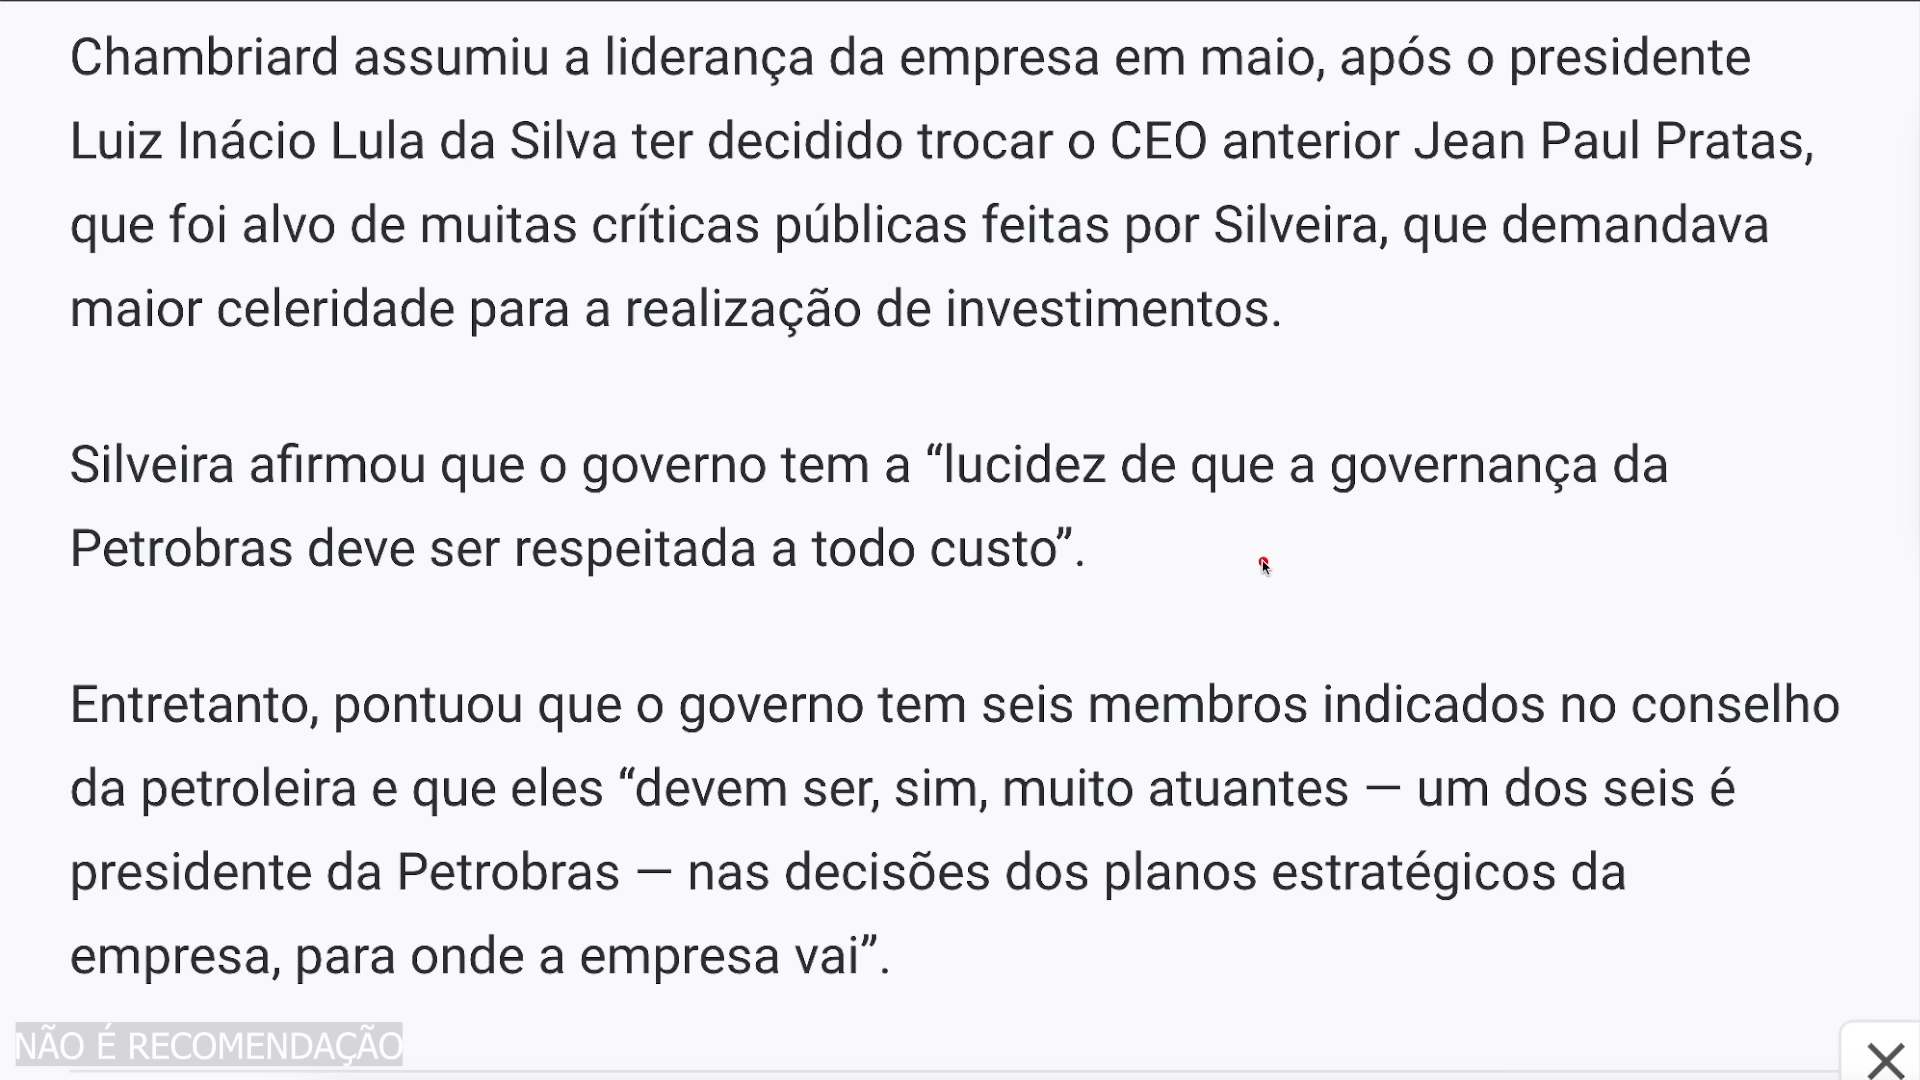 Chambriard assumiu a liderança da empresa em maio, após o presidente
Luiz Inácio Lula da Silva ter decidido trocar o CEO anterior Jean Paul Pratas,
que foi alvo de muitas críticas públicas feitas por Silveira, que demandava
maior celeridade para a realização de investimentos.
Silveira afirmou que o governo tem a “lucidez de que a governança da
Petrobras deve ser respeitada a todo custo”.
Entretanto, pontuou que o governo tem seis membros indicados no conselho
da petroleira e que eles “devem ser, sim, muito atuantes — um dos seis é
presidente da Petrobras — nas decisões dos planos estratégicos da
empresa, para onde a empresa vai”.
NÃO É RECOMENDAÇÃO